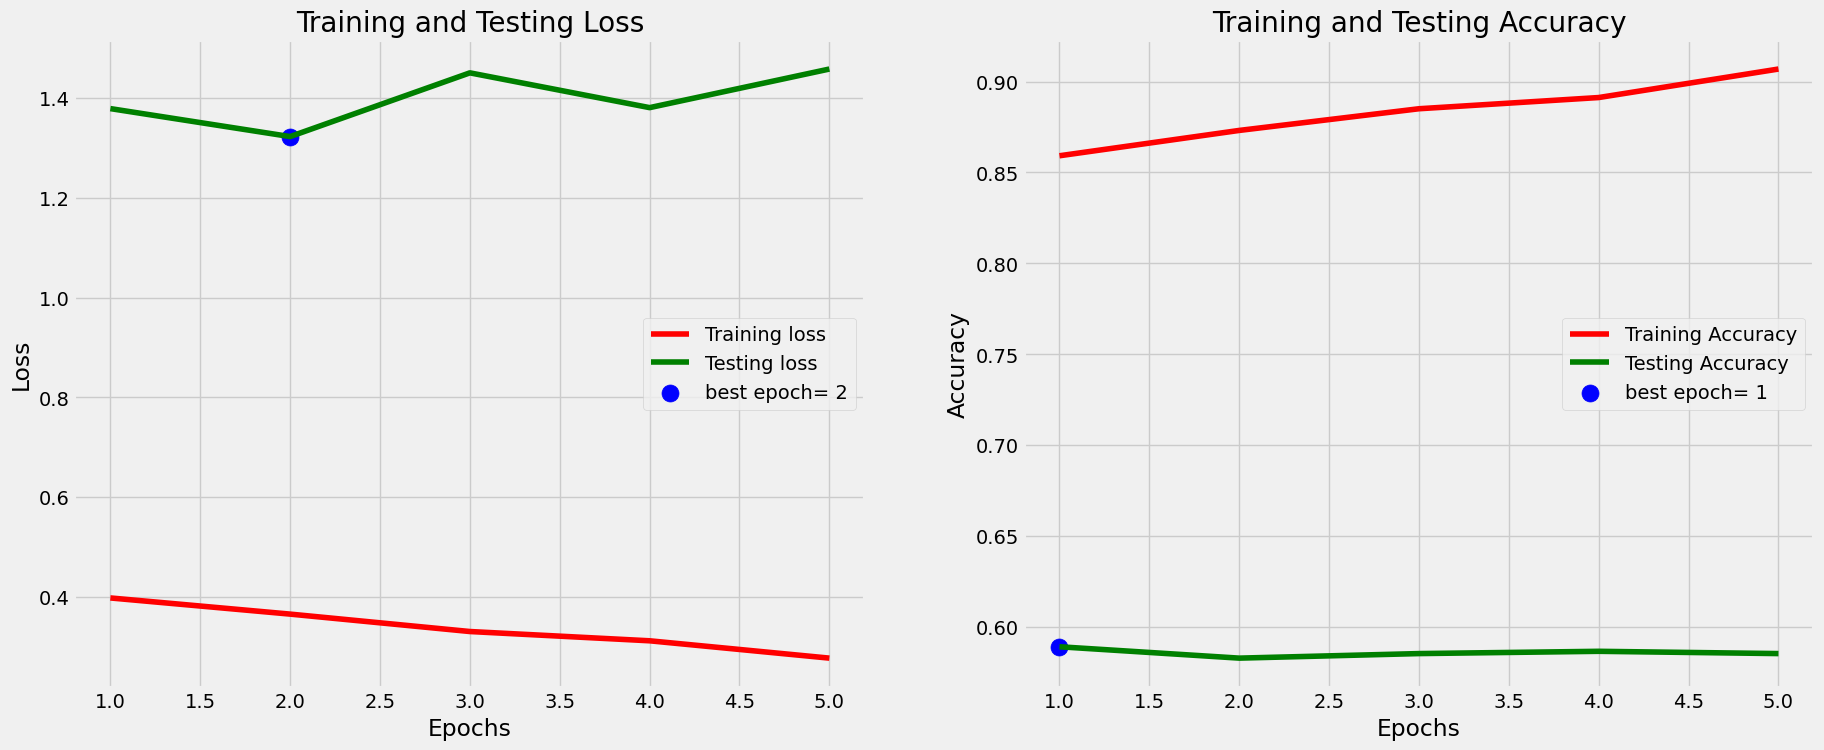 Training and Testing Loss
Loss
1.4
1.2
1.0
0.8
0.6
0.4
Training loss
Testing loss
best epoch= 2
1.0 1.5 2.0 2.5 3.0 3.5 4.0 4.5 5.0
Epochs
Training and Testing Accuracy
Accuracy
0.90
0.85
0.80
0.75
0.70
0.65
0.60
Training Accuracy
Testing Accuracy
best epoch= 1
1.0 1.5 2.0 2.5 3.0 3.5 4.0 4.5 5.0
Epochs